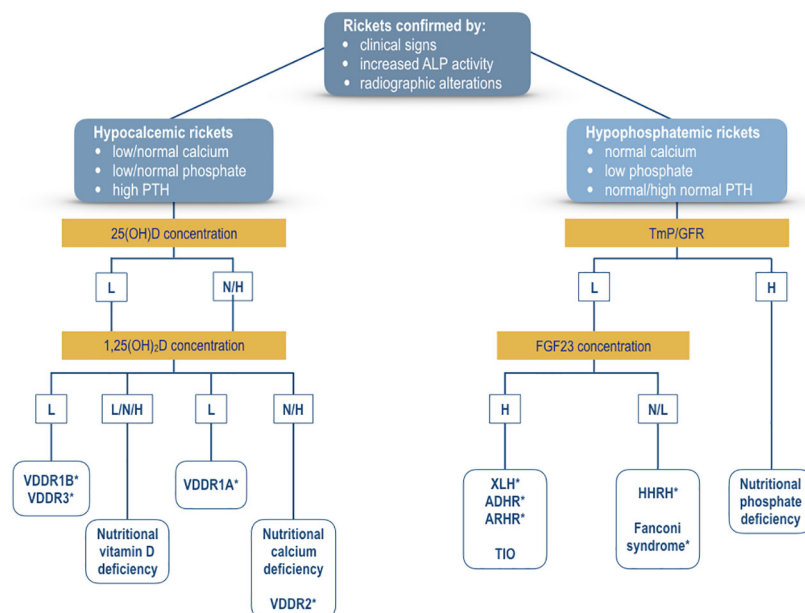 Rickets confirmed by:
• clinical signs
• increased ALP activity
• radiographic alterations
Hypocalcemic rickets
• low/normal calcium
• low/normal phosphate
• high PTH
Hypophosphatemic rickets
• normal calcium
• low phosphate
• normal/high normal PTH
25(OH)D concentration
TmP/GFR
L
N/H
L
H
1,25(OH)₂D concentration
FGF23 concentration
L
L/N/H
L
N/H
H
N/L
VDDR1B*
VDDR3*
Nutritional
vitamin D
deficiency
VDDR1A*
Nutritional
calcium
deficiency
VDDR2*
XLH*
ADHR*
ARHR*
TIO
HHRH*
Fanconi
syndrome*
Nutritional
phosphate
deficiency